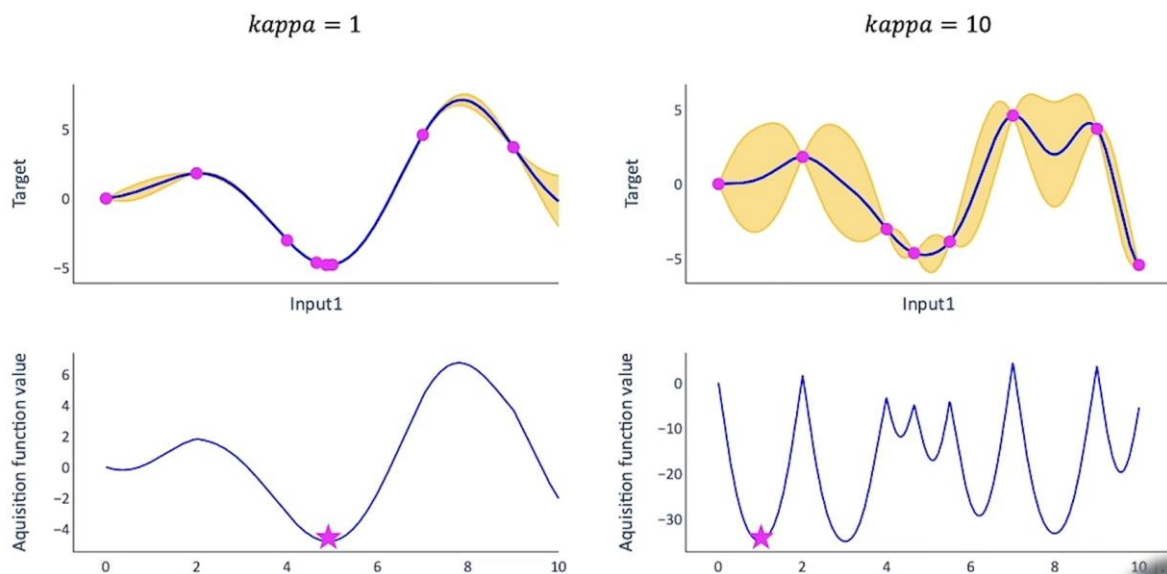 kappa = 1
kappa = 10
Target
5
0
−5
Input1
Target
5
0
−5
Input1
Aquisition function value
6
4
2
0
−2
−4
0 2 4 6 8 10
Aquisition function value
0
−10
−20
−30
0 2 4 6 8 10